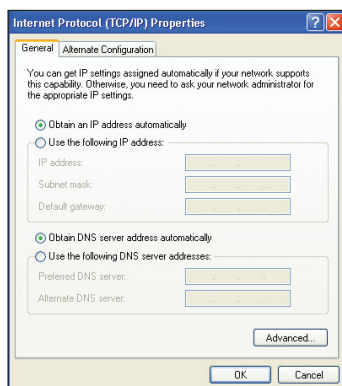 Internet Protocol (TCP/IP) Properties
General
Alternate Configuration
You can get IP settings assigned automatically if your network supports
this capability. Otherwise, you need to ask your network administrator for
the appropriate IP settings.
Obtain an IP address automatically
Use the following IP address:
IP address:
Subnet mask:
Default gateway:
Obtain DNS server address automatically
Use the following DNS server addresses:
Preferred DNS server:
Alternate DNS server:
Advanced...
OK
Cancel